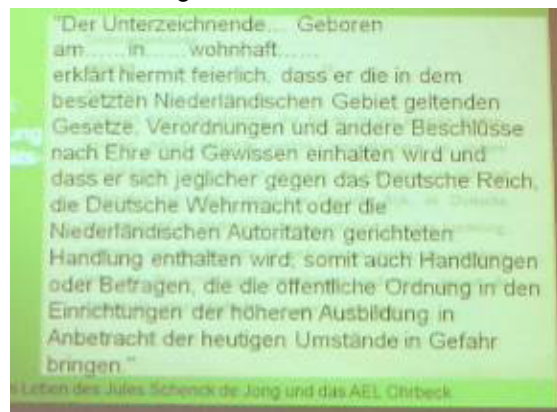 "Der Unterzeichnende.... Geboren
am......in......wohnhaft......
erklärt hiermit feierlich, dass er die in dem
besetzten Niederländischen Gebiet geltenden
Gesetze, Verordnungen und andere Beschlüsse
nach Ehre und Gewissen einhalten wird und
dass er sich jeglicher gegen das Deutsche Reich,
die Deutsche Wehrmacht oder die
Niederländischen Autoritäten gerichteten
Handlung enthalten wird, somit auch Handlungen
oder Betragen, die die öffentliche Ordnung in den
Einrichtungen der höheren Ausbildung in
Anbetracht der heutigen Umstände in Gefahr
bringen."
Leben des Jules Schenck de Jong und das AEL Ohrbeck